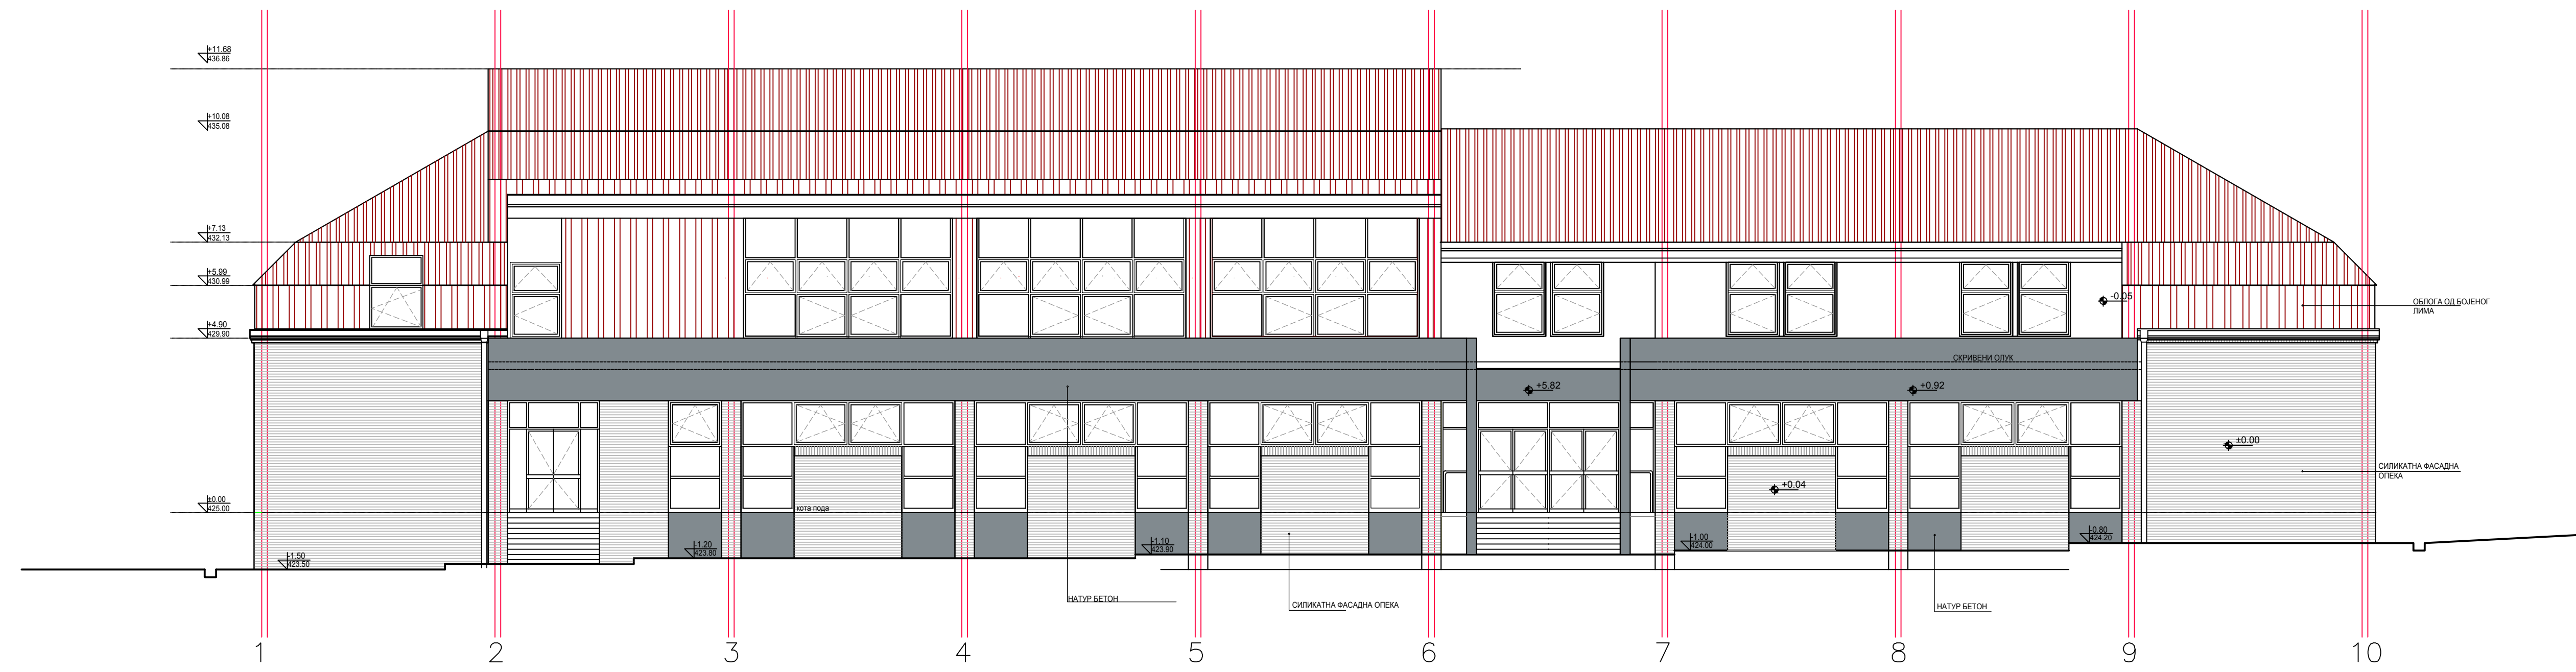 +11.68
436.86
+10.08
435.08
+7.13
432.13
+5.99
430.99
-0.05
ОБЛОГА ОД БОЈЕНОГ
ЛИМА
+4.90
429.90
СКРИВЕНИ ОЛУК
+5.82
+0.92
±0.00
СИЛИКАТНА ФАСАДНА
ОПЕКА
+0.04
±0.00
425.00
кота пода
-1.50
423.50
-1.20
423.80
-1.10
423.90
-1.00
424.00
-0.80
424.20
НАТУР БЕТОН
СИЛИКАТНА ФАСАДНА ОПЕКА
НАТУР БЕТОН
1 2 3 4 5 6 7 8 9 10